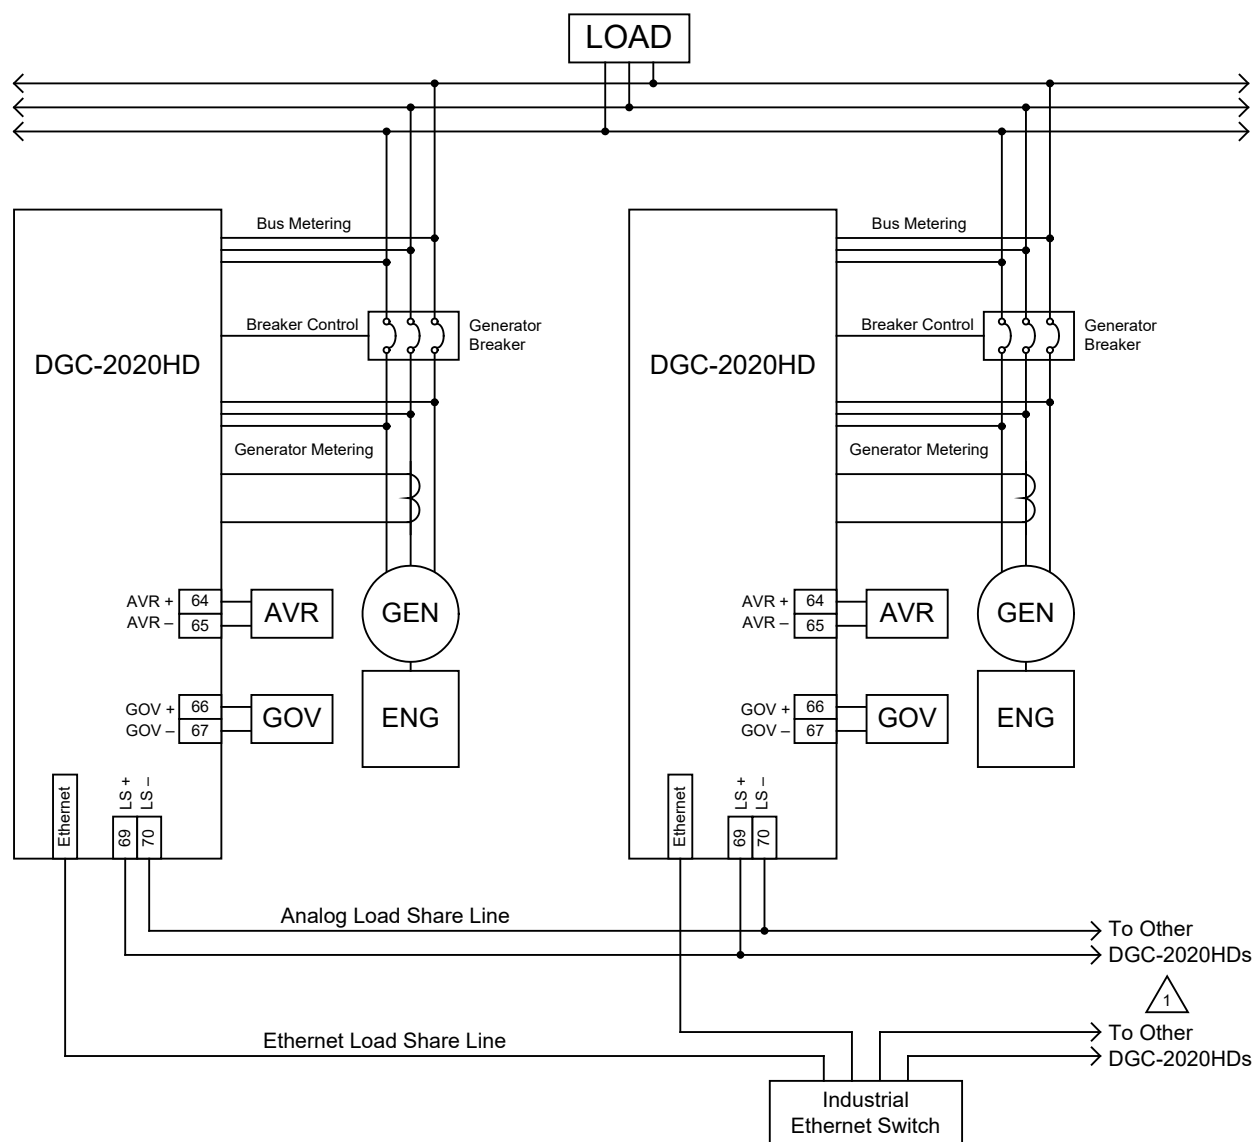 LOAD
Bus Metering
Breaker Control
Generator
Breaker
DGC-2020HD
Generator Metering
AVR +
64
AVR –
65
AVR
GEN
GOV +
66
GOV –
67
GOV
ENG
Ethernet
LS +
LS –
69
70
Bus Metering
Breaker Control
Generator
Breaker
DGC-2020HD
Generator Metering
AVR +
64
AVR –
65
AVR
GEN
GOV +
66
GOV –
67
GOV
ENG
Ethernet
LS +
LS –
69
70
Analog Load Share Line
To Other
DGC-2020HDs
1
Ethernet Load Share Line
To Other
DGC-2020HDs
Industrial
Ethernet Switch